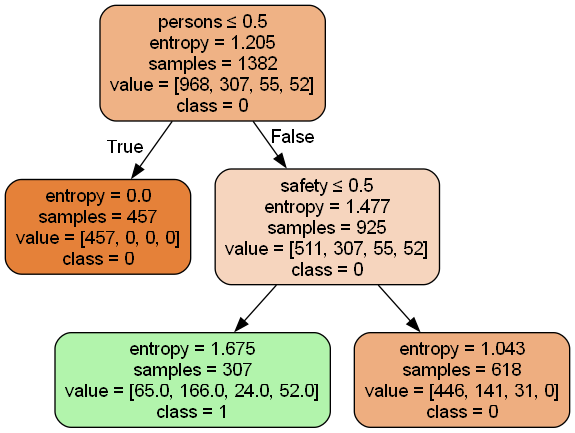 persons ≤ 0.5
entropy = 1.205
samples = 1382
value = [968, 307, 55, 52]
class = 0
True
False
entropy = 0.0
samples = 457
value = [457, 0, 0, 0]
class = 0
safety ≤ 0.5
entropy = 1.477
samples = 925
value = [511, 307, 55, 52]
class = 0
entropy = 1.675
samples = 307
value = [65.0, 166.0, 24.0, 52.0]
class = 1
entropy = 1.043
samples = 618
value = [446, 141, 31, 0]
class = 0